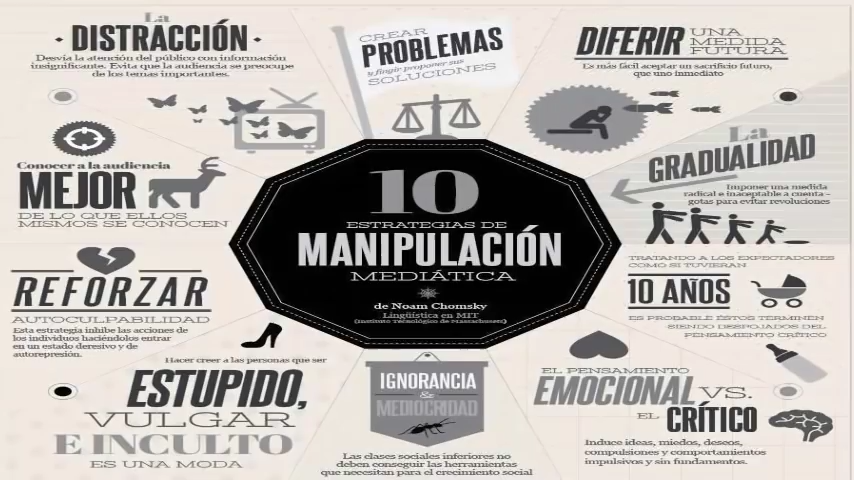 La
DISTRACCIÓN
Desvía la atención del público con información
insignificante. Evita que la audiencia se preocupe
de los temas importantes.
CREAR
PROBLEMAS
y fingir proponer sus
SOLUCIONES
DIFERIR UNA
MEDIDA
FUTURA
Es más fácil aceptar un sacrificio futuro,
que uno inmediato
La
GRADUALIDAD
Imponer una medida
radical e inaceptable a cuenta-
gotas para evitar revoluciones
TRATANDO A LOS EXPECTADORES
COMO SI TUVIERAN
10 AÑOS
ES PROBABLE ÉSTOS TERMINEN
SIENDO DESPOJADOS DEL
PENSAMIENTO CRÍTICO
EL PENSAMIENTO
EMOCIONAL VS.
EL CRÍTICO
Induce ideas, miedos, deseos,
compulsiones y comportamientos
impulsivos y sin fundamentos.
IGNORANCIA
&
MEDIOCRIDAD
Las clases sociales inferiores no
deben conseguir las herramientas
que necesitan para el crecimiento social
Hacer creer a las personas que ser
ESTUPIDO,
VULGAR
E INCULTO
ES UNA MODA
REFORZAR
AUTOCULPABILIDAD
Esta estrategia inhibe las acciones de
los individuos haciéndolos entrar
en un estado deresivo y de
autorepresión.
Conocer a la audiencia
MEJOR
DE LO QUE ELLOS
MISMOS SE CONOCEN
10
ESTRATEGIAS DE
MANIPULACIÓN
MEDIÁTICA
de Noam Chomsky
Lingüística en MIT
(Instituto Tecnológico de Massachusets)